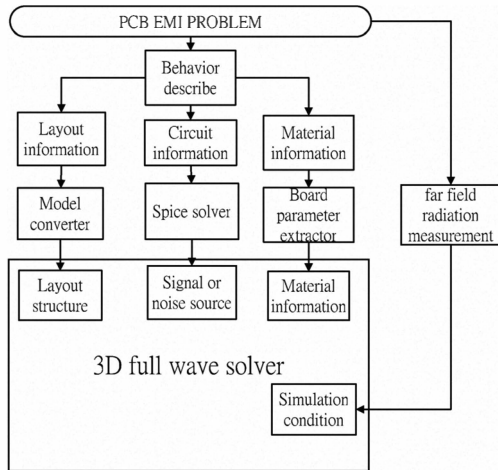 PCB EMI PROBLEM
Behavior
describe
Layout
information
Circuit
information
Material
information
Model
converter
Spice solver
Board
parameter
extractor
far field
radiation
measurement
Layout
structure
Signal or
noise source
Material
information
3D full wave solver
Simulation
condition